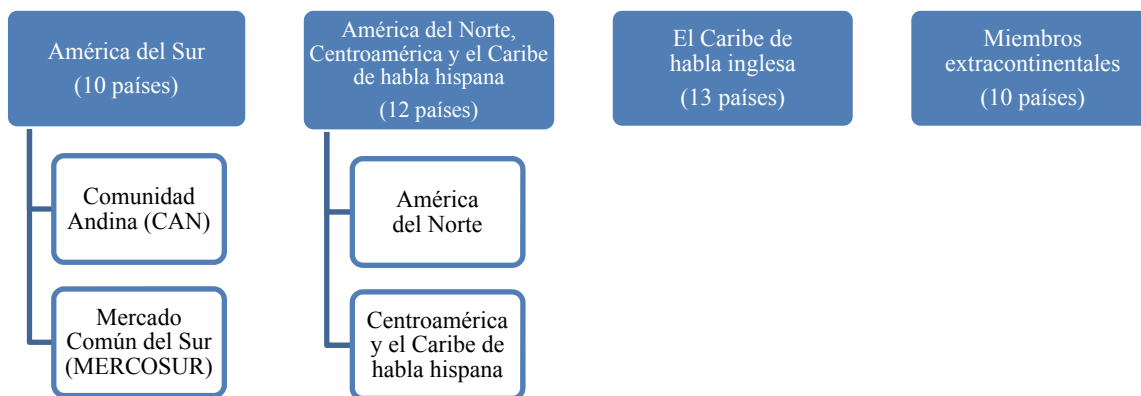 América del Sur
(10 países)
Comunidad
Andina (CAN)
Mercado
Común del Sur
(MERCOSUR)
América del Norte,
Centroamérica y el Caribe
de habla hispana
(12 países)
América
del Norte
Centroamérica
y el Caribe de
habla hispana
El Caribe de
habla inglesa
(13 países)
Miembros
extracontinentales
(10 países)